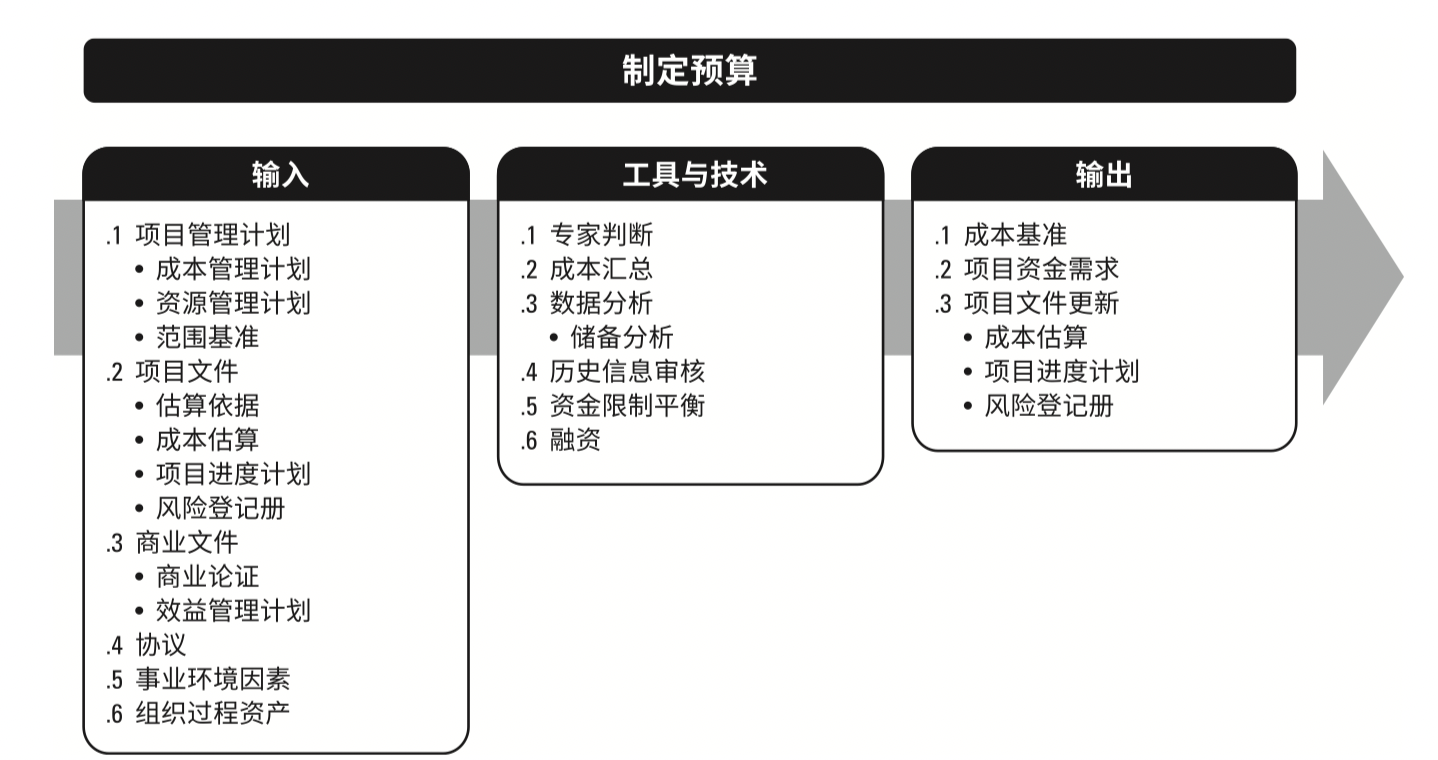 制定预算
输入
.1 项目管理计划
• 成本管理计划
• 资源管理计划
• 范围基准
.2 项目文件
• 估算依据
• 成本估算
• 项目进度计划
• 风险登记册
.3 商业文件
• 商业论证
• 效益管理计划
.4 协议
.5 事业环境因素
.6 组织过程资产
工具与技术
.1 专家判断
.2 成本汇总
.3 数据分析
• 储备分析
.4 历史信息审核
.5 资金限制平衡
.6 融资
输出
.1 成本基准
.2 项目资金需求
.3 项目文件更新
• 成本估算
• 项目进度计划
• 风险登记册